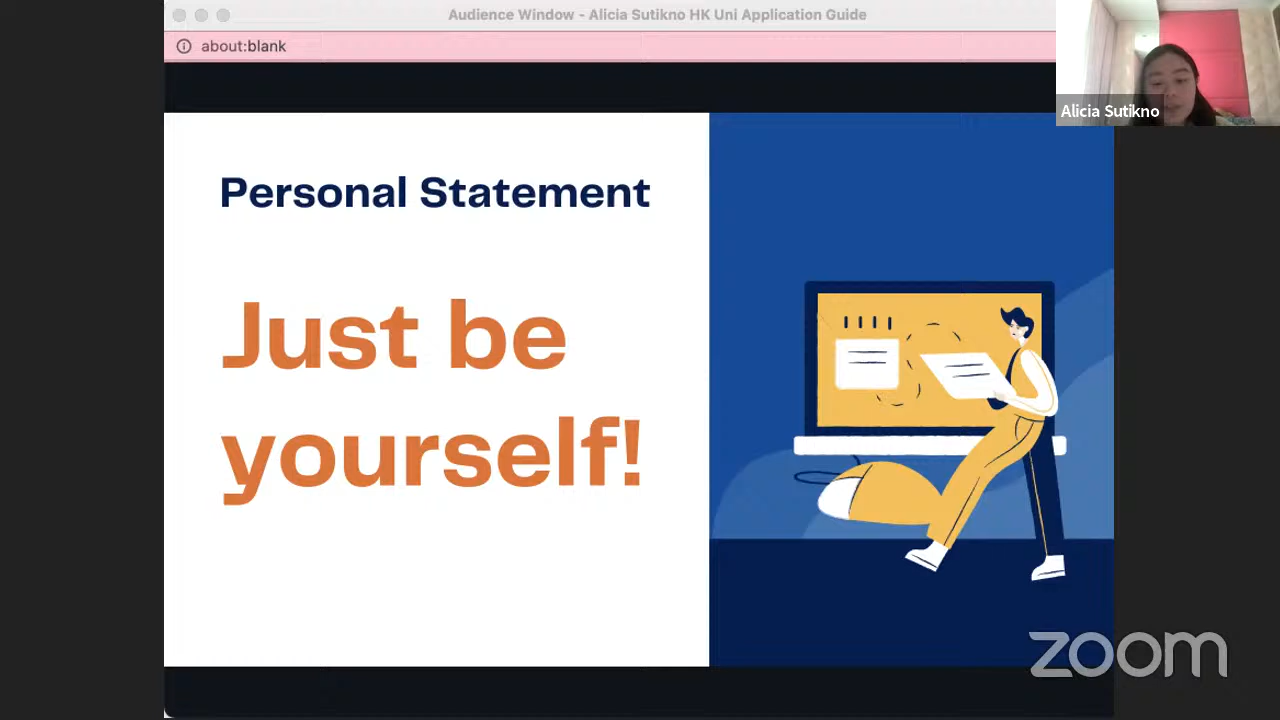 Audience Window - Alicia Sutikno HK Uni Application Guide
about:blank
Alicia Sutikno
Personal Statement
Just be
yourself!
zoom